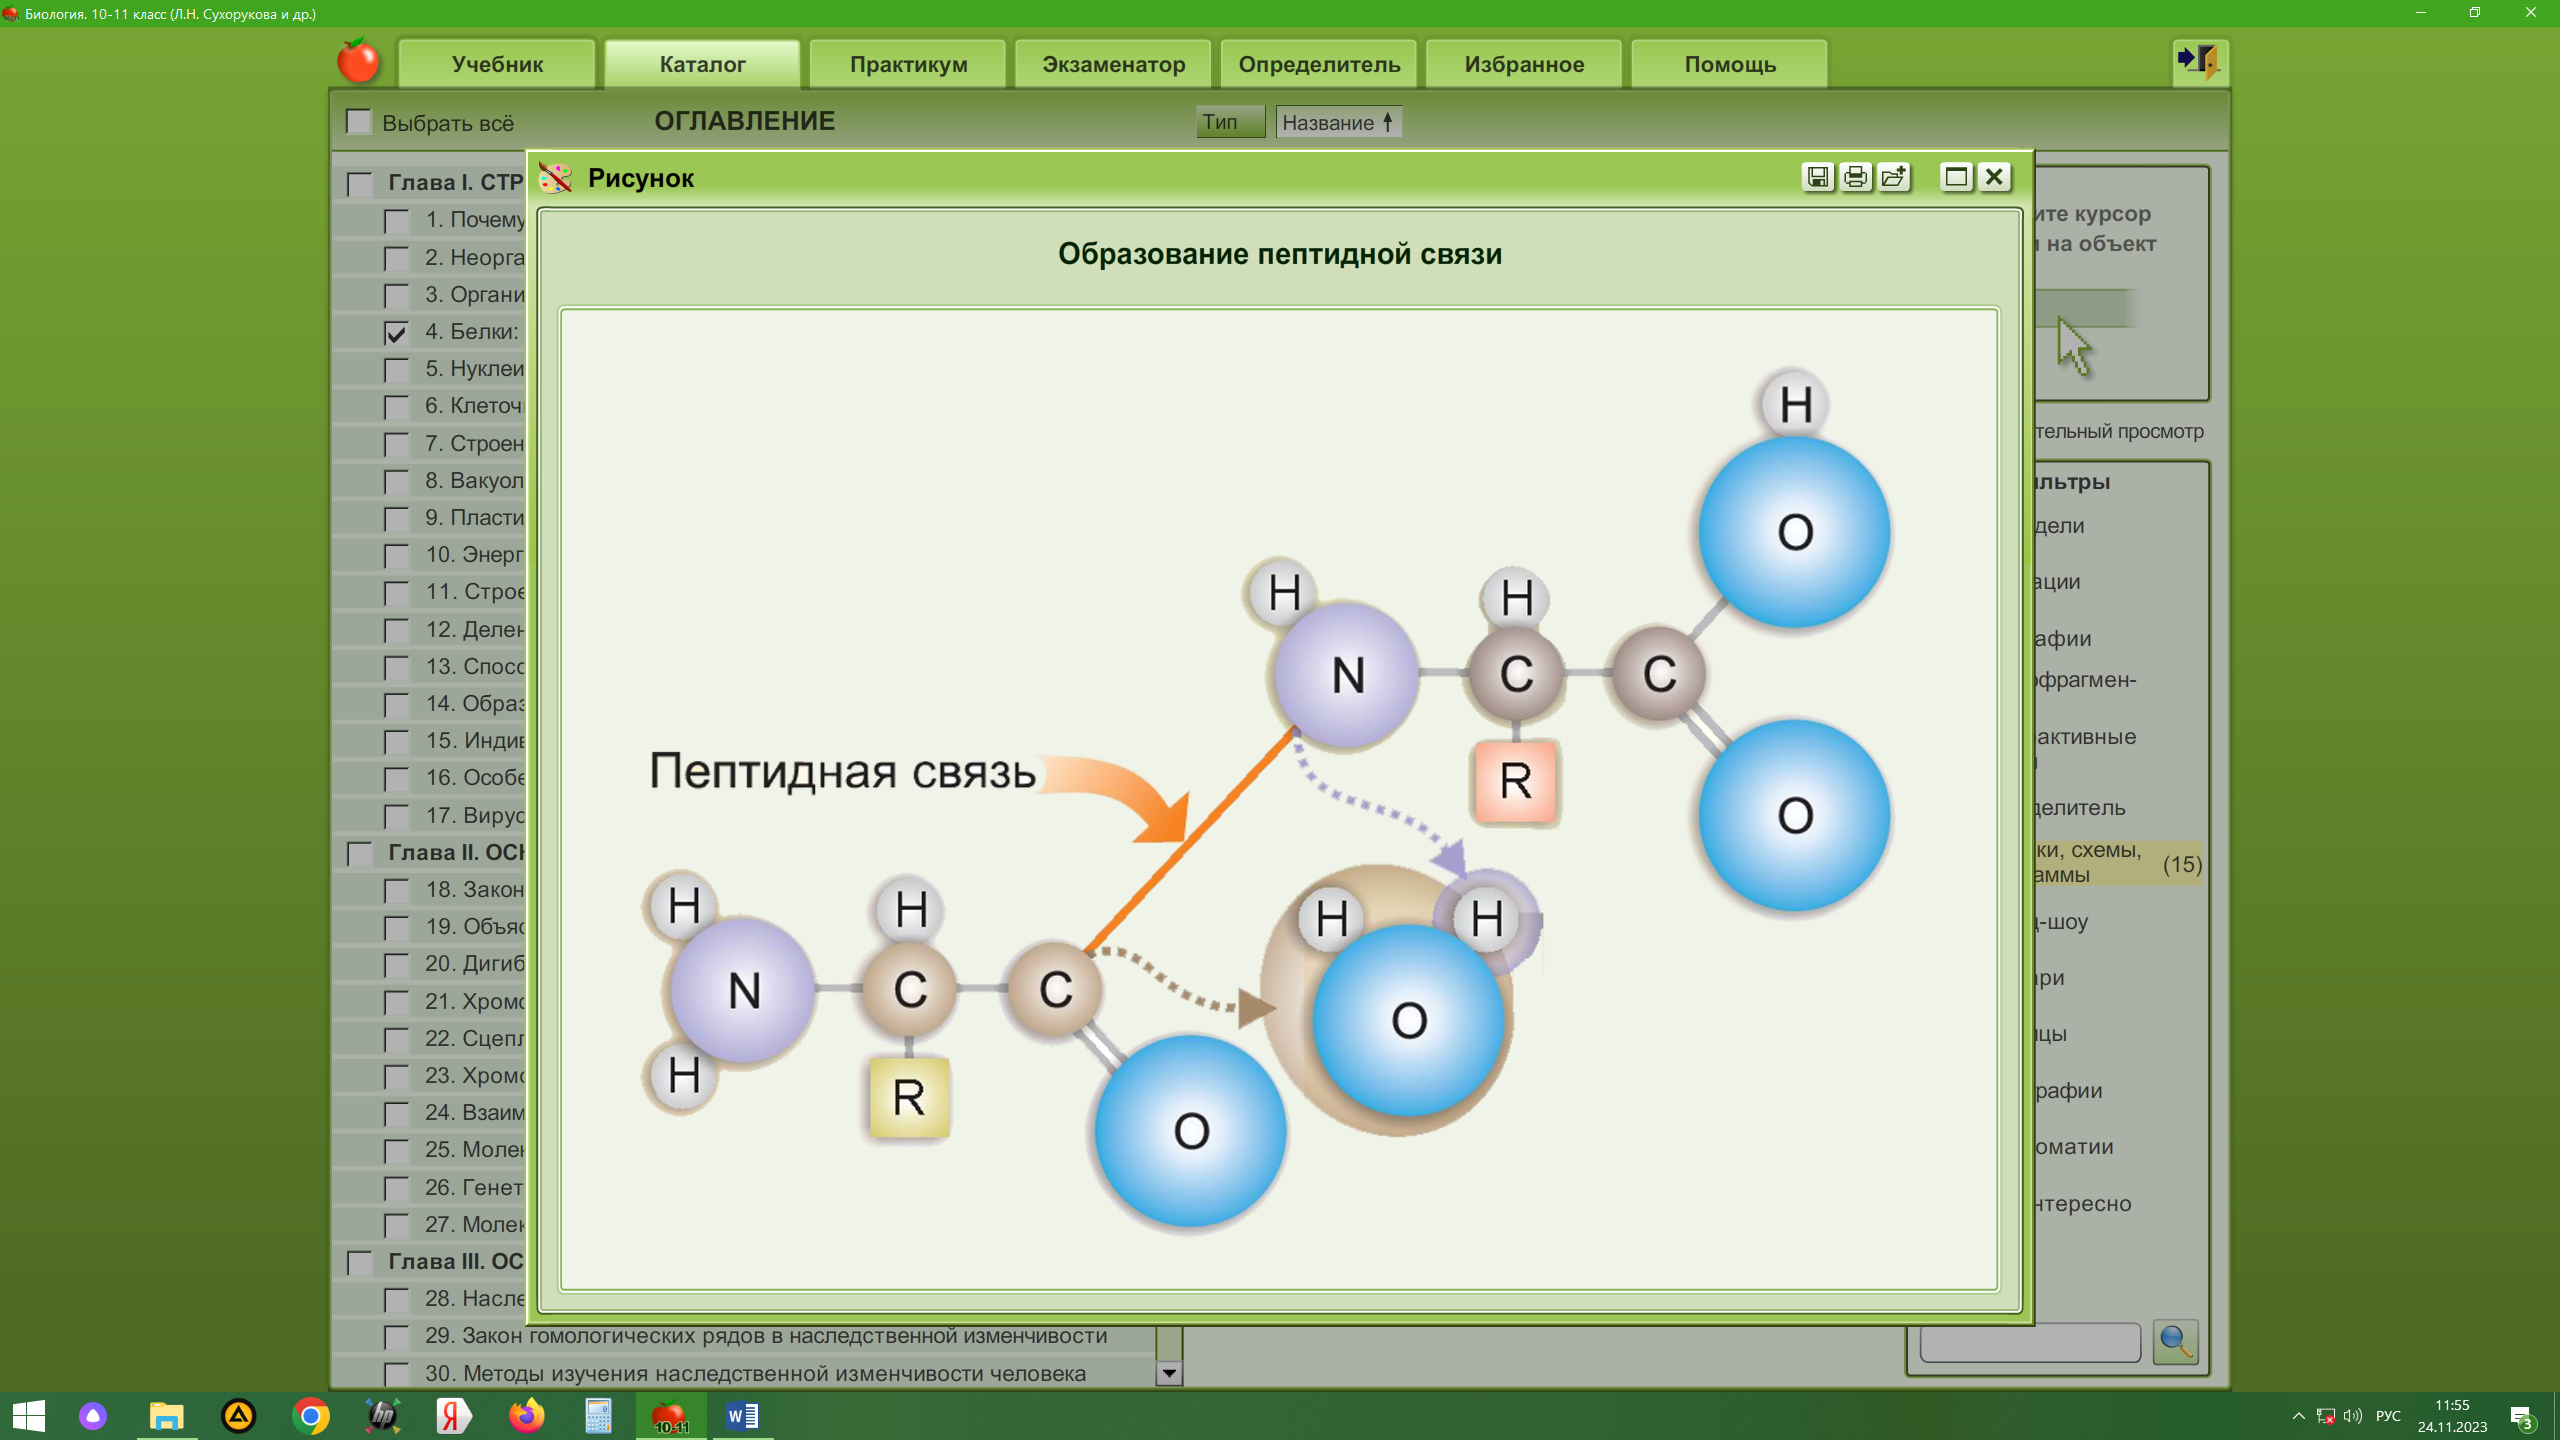 Биология. 10-11 класс (Л.Н. Сухорукова и др.)
Учебник
Каталог
Практикум
Экзаменатор
Определитель
Избранное
Помощь
Выбрать всё
ОГЛАВЛЕНИЕ
Тип
Название
Рисунок
Образование пептидной связи
Глава I. СТР
1. Почему
2. Неорга
3. Органи
4. Белки:
5. Нуклеи
6. Клеточ
7. Строен
8. Вакуол
9. Пласти
10. Энерг
11. Строе
12. Делен
13. Спосо
14. Образ
15. Индив
16. Особе
17. Вирус
Глава II. ОСН
18. Закон
19. Объяс
20. Дигиб
21. Хромо
22. Сцепл
23. Хромо
24. Взаим
25. Молек
26. Генет
27. Молек
Глава III. ОС
28. Насле
29. Закон гомологических рядов в наследственной изменчивости
30. Методы изучения наследственной изменчивости человека
H
O
H
H
N
C
C
R
O
Пептидная связь
H
H
H
H
N
C
C
O
H
R
O
ите курсор
и на объект
тельный просмотр
льтры
дели
ации
афии
фрагмен-
активные
делитель
ки, схемы,
аммы
(15)
д-шоу
ари
ицы
рафии
оматии
нтересно
10-11
РУС
11:55
24.11.2023
3